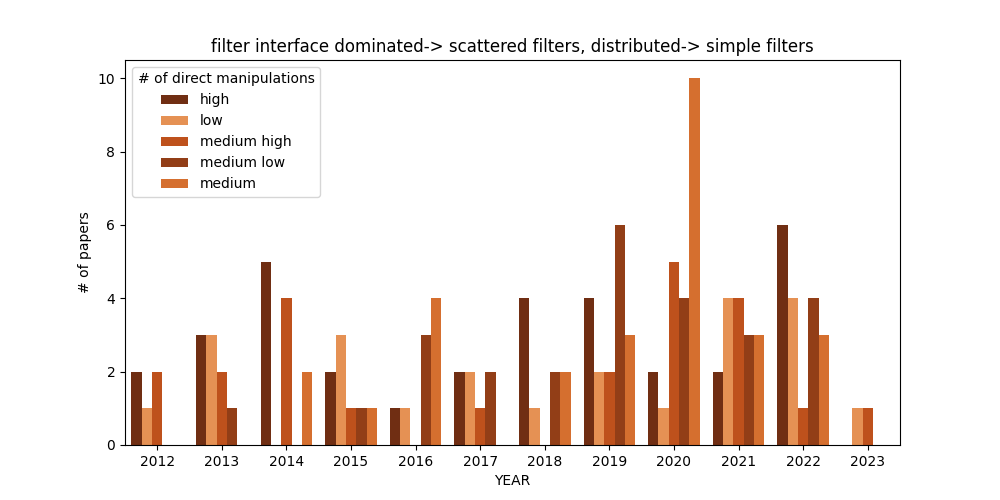 filter interface dominated-> scattered filters, distributed-> simple filters
# of direct manipulations
high
low
medium high
medium low
medium
# of papers
10
8
6
4
2
0
2012 2013 2014 2015 2016 2017 2018 2019 2020 2021 2022 2023
YEAR